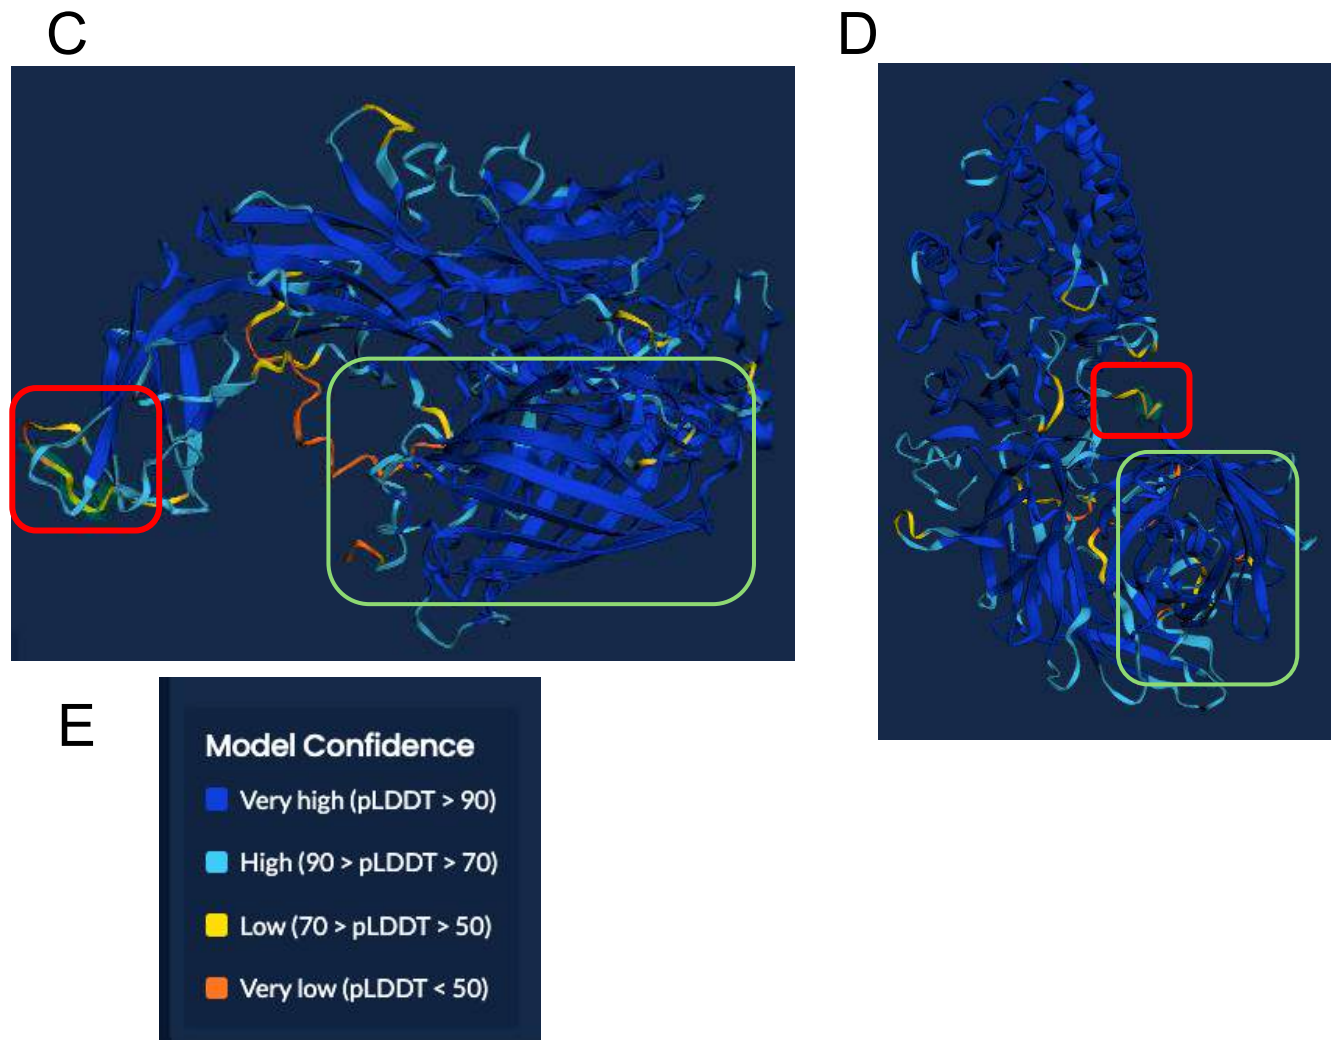 C
D
E
Model Confidence
Very high (pLDDT > 90)
High (90 > pLDDT > 70)
Low (70 > pLDDT > 50)
Very low (pLDDT < 50)